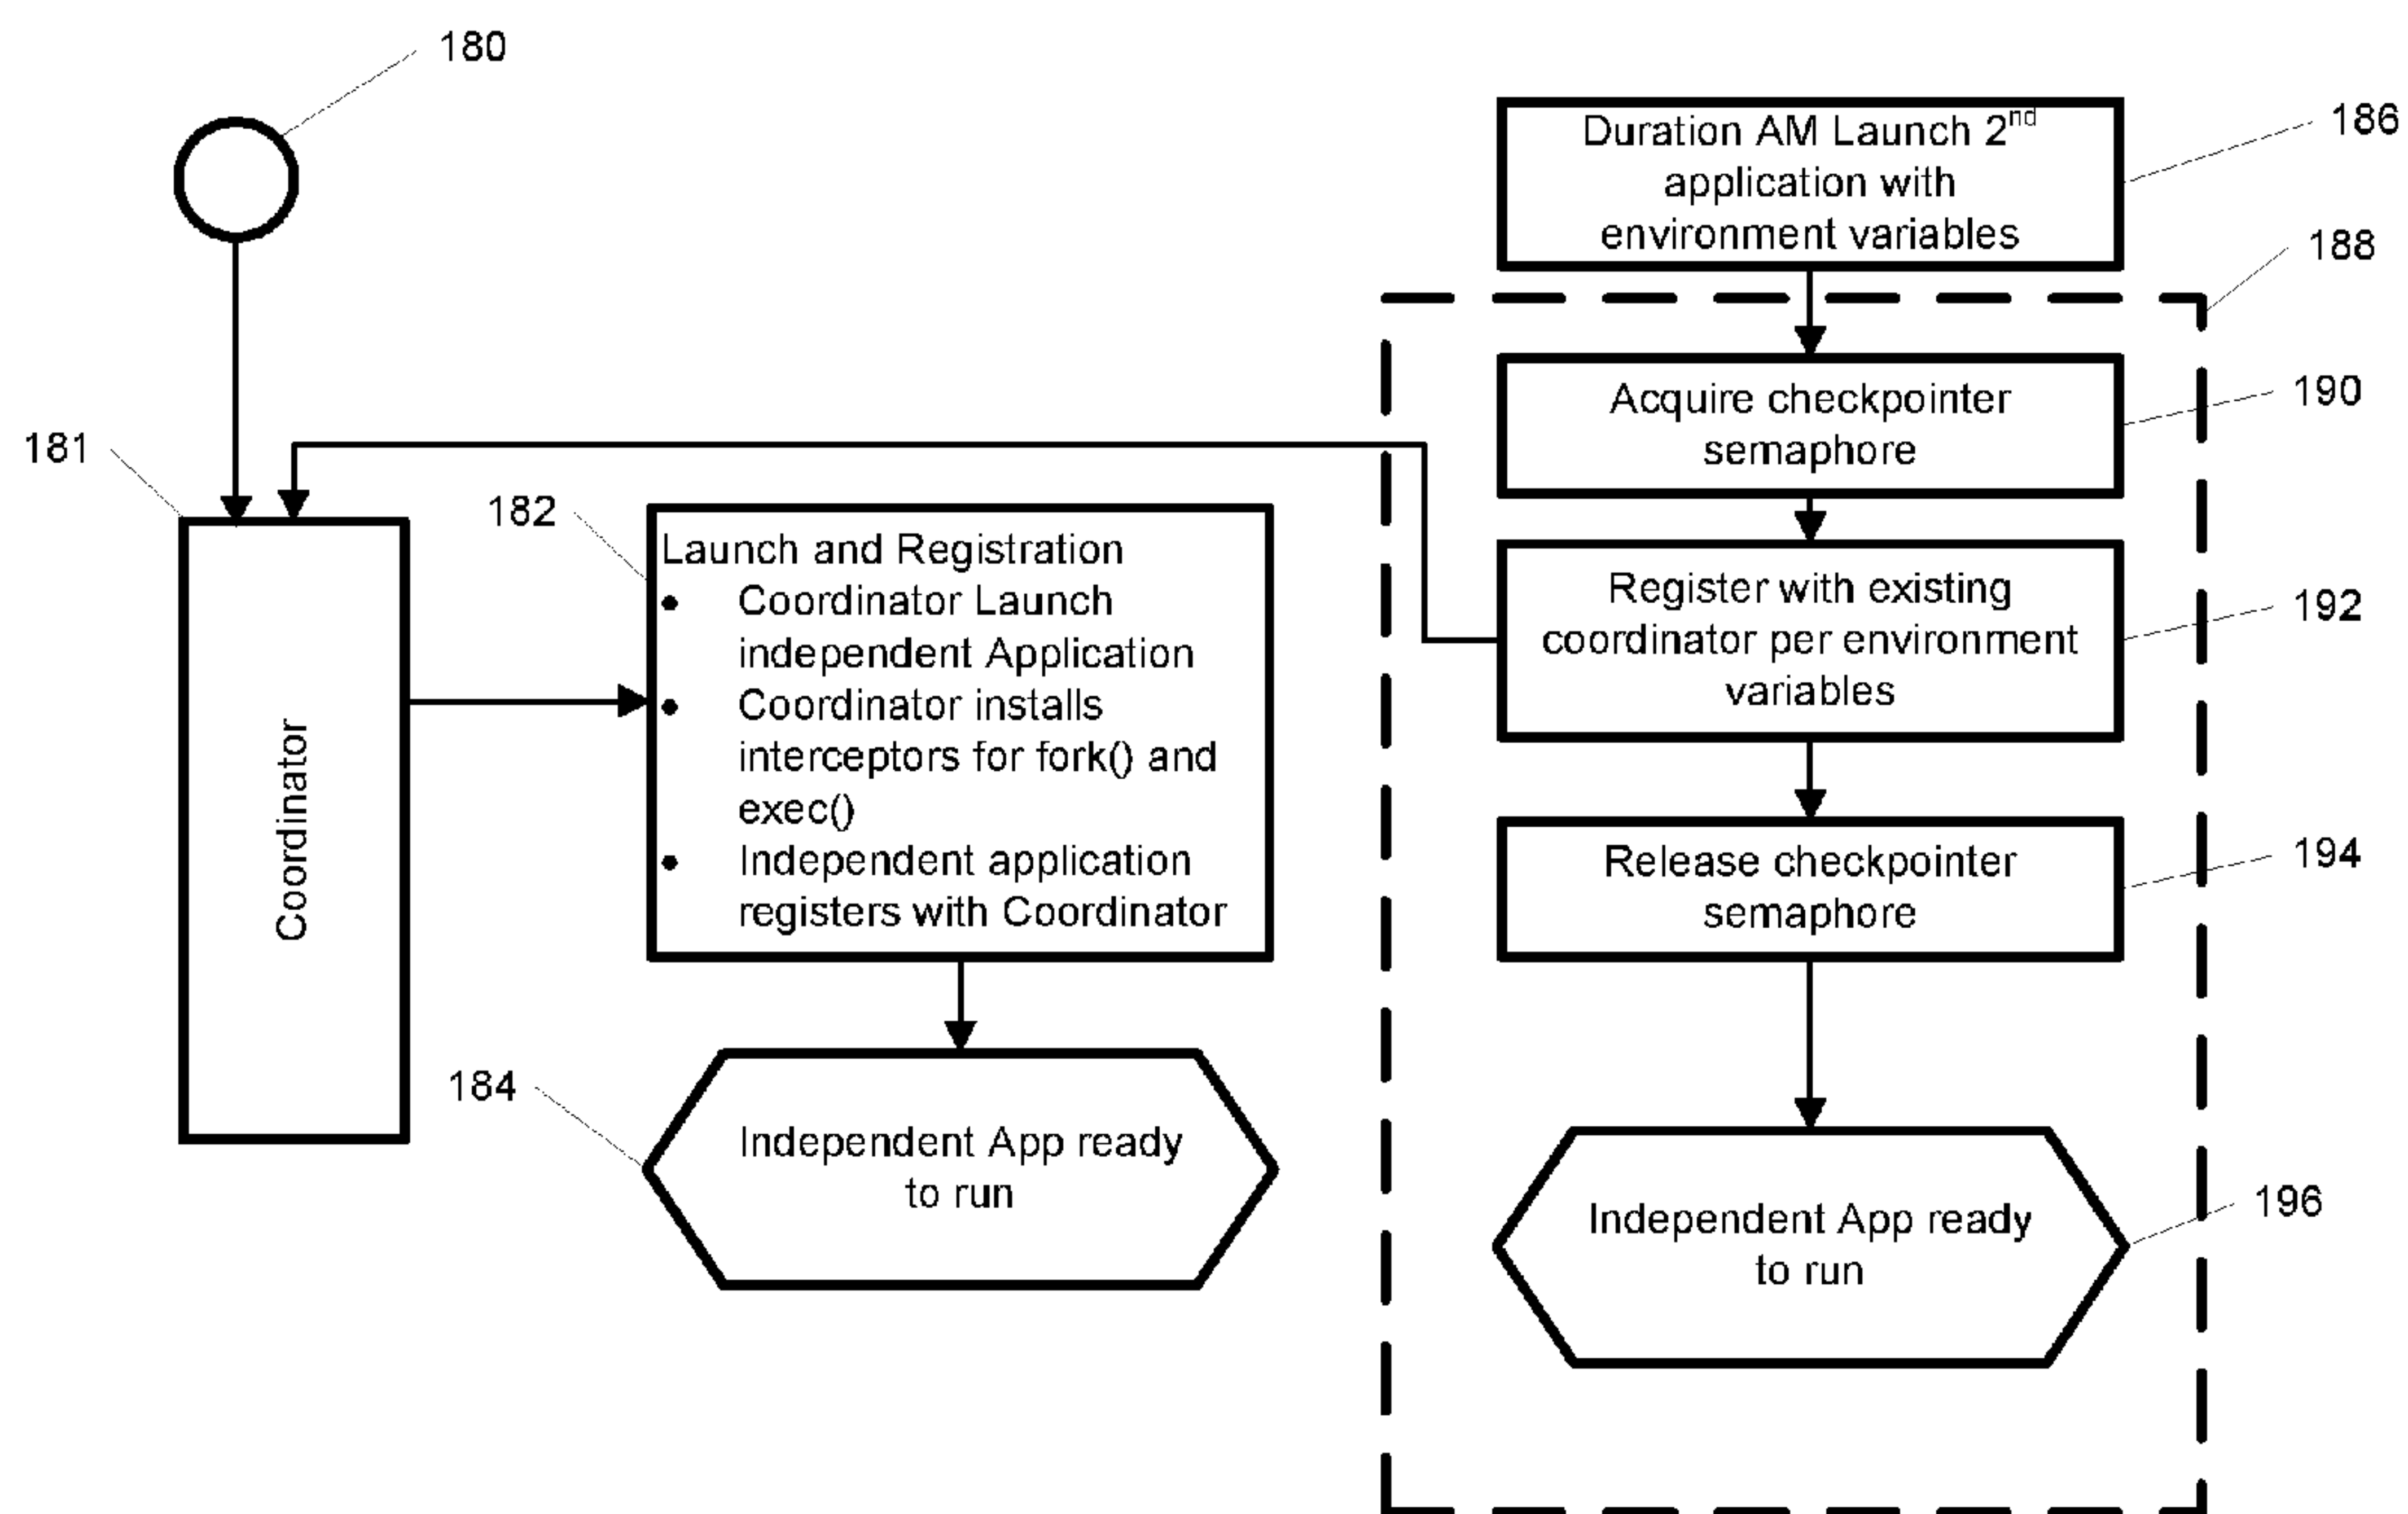 180
181
Coordinator
182
Launch and Registration
• Coordinator Launch
independent Application
• Coordinator installs
interceptors for fork() and
exec()
• Independent application
registers with Coordinator
184
Independent App ready
to run
Duration AM Launch 2nd
application with
environment variables
186
188
Acquire checkpointer
semaphore
190
Register with existing
coordinator per environment
variables
192
Release checkpointer
semaphore
194
Independent App ready
to run
196